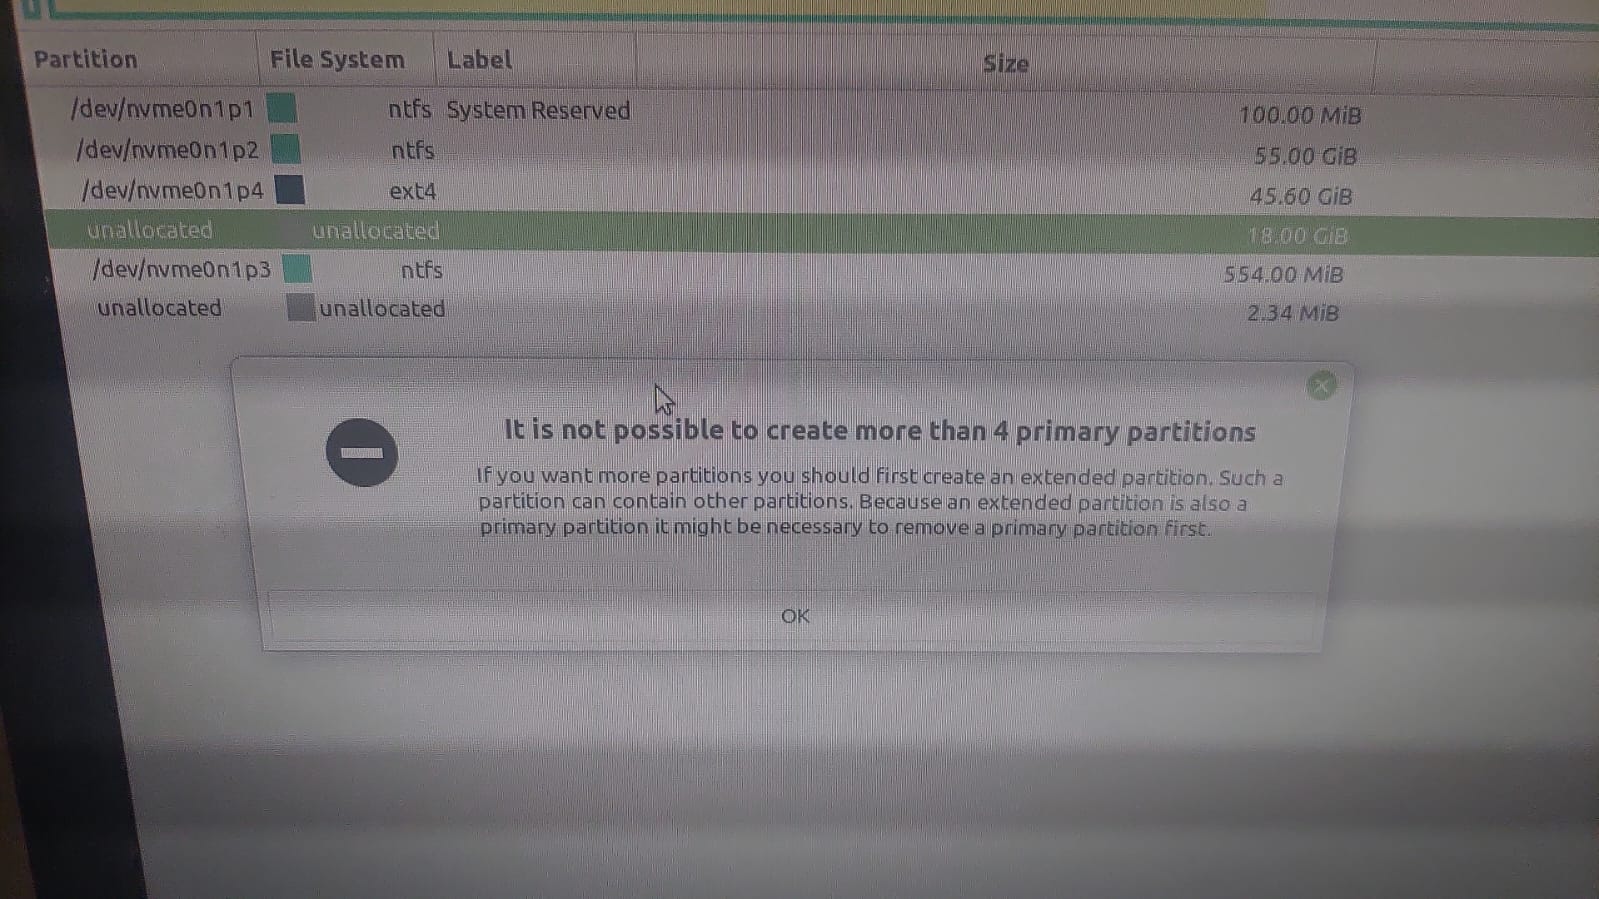 Partition File System Label Size
/dev/nvme0n1p1 ntfs System Reserved 100.00 MiB
/dev/nvme0n1p2 ntfs 55.00 GiB
/dev/nvme0n1p4 ext4 45.60 GiB
unallocated unallocated 18.00 GiB
/dev/nvme0n1p3 ntfs 554.00 MiB
unallocated unallocated 2.34 MiB
It is not possible to create more than 4 primary partitions
If you want more partitions you should first create an extended partition. Such a
partition can contain other partitions. Because an extended partition is also a
primary partition it might be necessary to remove a primary partition first.
OK